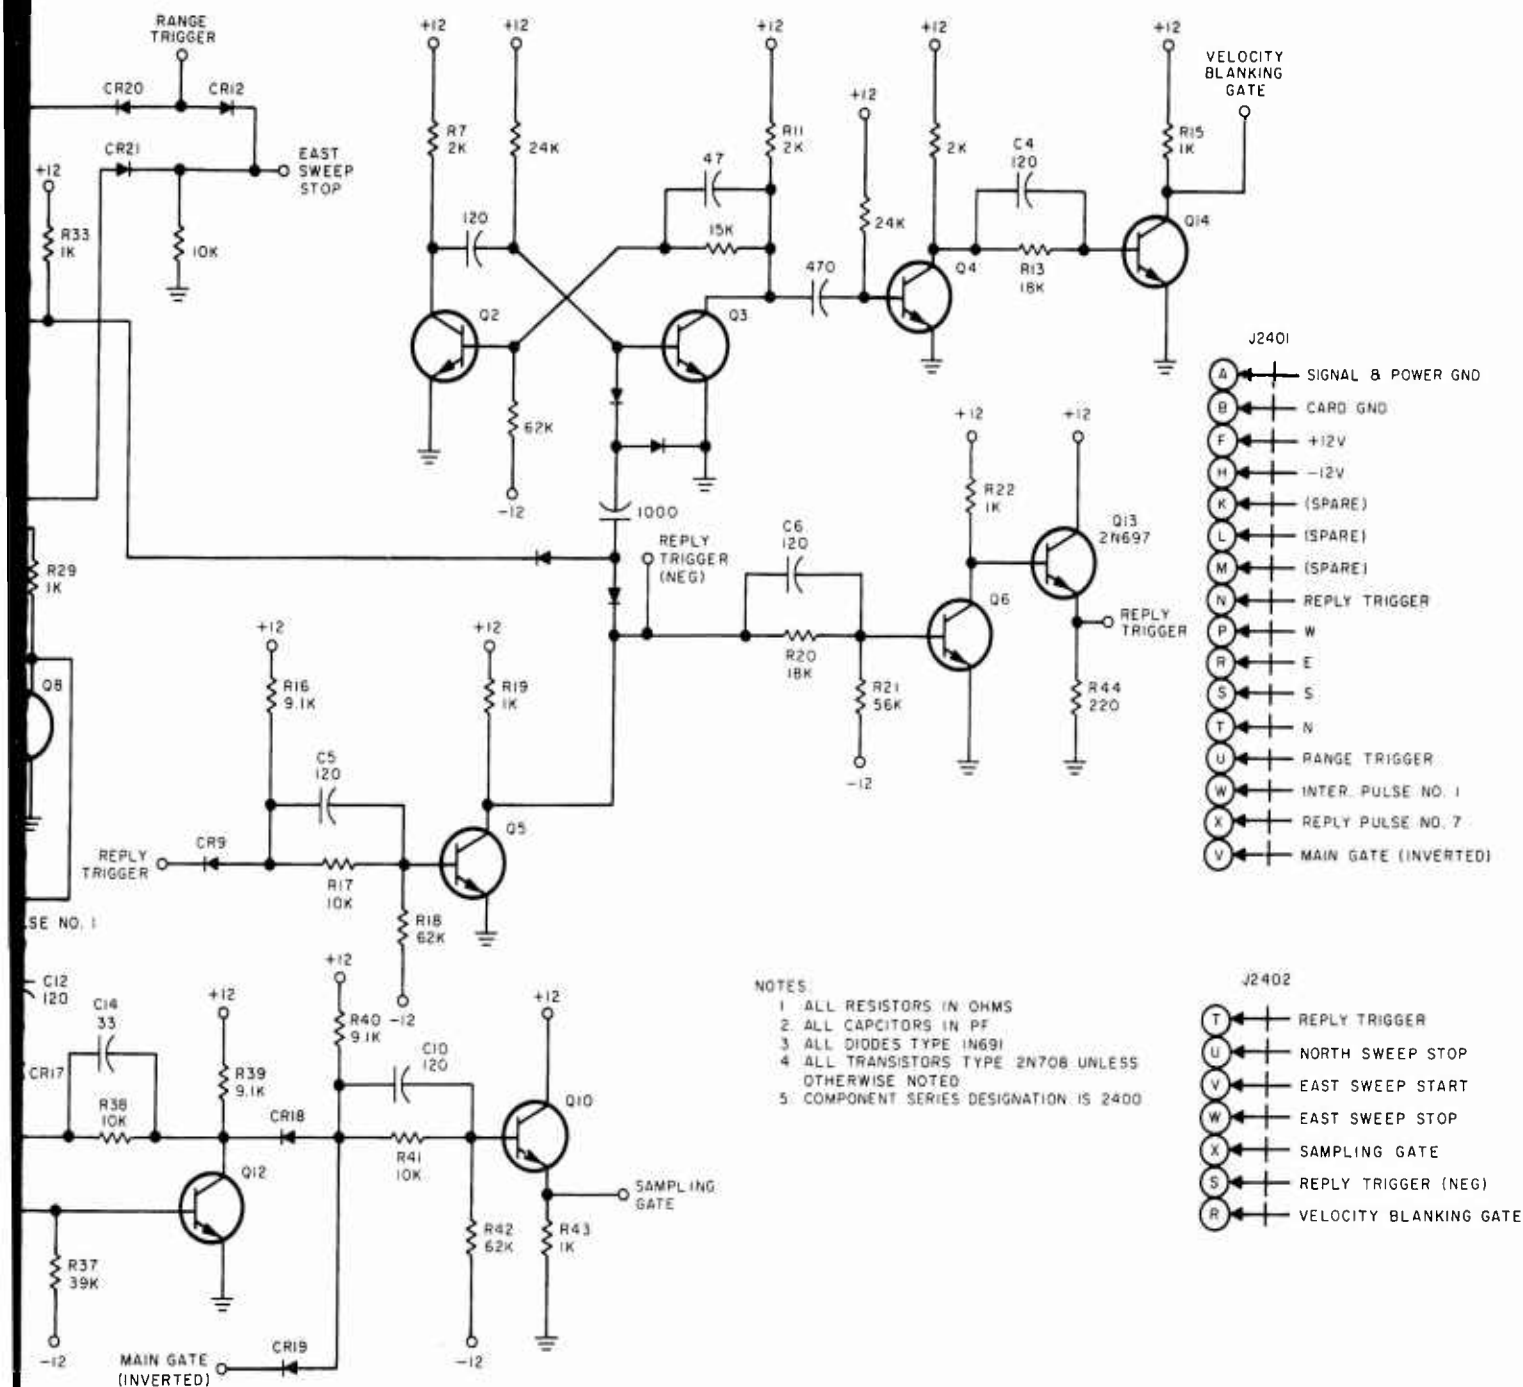 RANGE
TRIGGER
CR20
CR12
CR21
EAST
SWEEP
STOP
+12
R33
1K
10K
+12
+12
R7
2K
24K
120
47
15K
+12
R11
2K
+12
24K
470
+12
2K
C4
120
R13
18K
+12
R15
1K
VELOCITY
BLANKING
GATE
Q2
Q3
Q4
Q14
62K
-12
1000
REPLY
TRIGGER
(NEG)
C6
120
R20
18K
R21
56K
-12
+12
R22
1K
Q6
+12
Q13
2N697
REPLY
TRIGGER
R44
220
R29
1K
Q8
+12
R16
9.1K
C5
120
+12
R19
1K
Q5
REPLY
TRIGGER
CR9
R17
10K
R18
62K
-12
SE NO. 1
C12
120
C14
33
CR17
R38
10K
+12
R39
9.1K
+12
R40
9.1K
C10
120
+12
Q10
CR18
R41
10K
Q12
SAMPLING
GATE
R42
62K
R43
1K
R37
39K
-12
-12
MAIN GATE
(INVERTED)
CR19
J2401
A SIGNAL & POWER GND
B CARD GND
F +12V
H -12V
K (SPARE)
L (SPARE)
M (SPARE)
N REPLY TRIGGER
P W
R E
S S
T N
U RANGE TRIGGER
W INTER. PULSE NO. 1
X REPLY PULSE NO. 7
V MAIN GATE (INVERTED)
NOTES:
1 ALL RESISTORS IN OHMS
2. ALL CAPCITORS IN PF
3 ALL DIODES TYPE IN691
4 ALL TRANSISTORS TYPE 2N708 UNLESS
OTHERWISE NOTED
5. COMPONENT SERIES DESIGNATION IS 2400
J2402
T REPLY TRIGGER
U NORTH SWEEP STOP
V EAST SWEEP START
W EAST SWEEP STOP
X SAMPLING GATE
S REPLY TRIGGER (NEG)
R VELOCITY BLANKING GATE